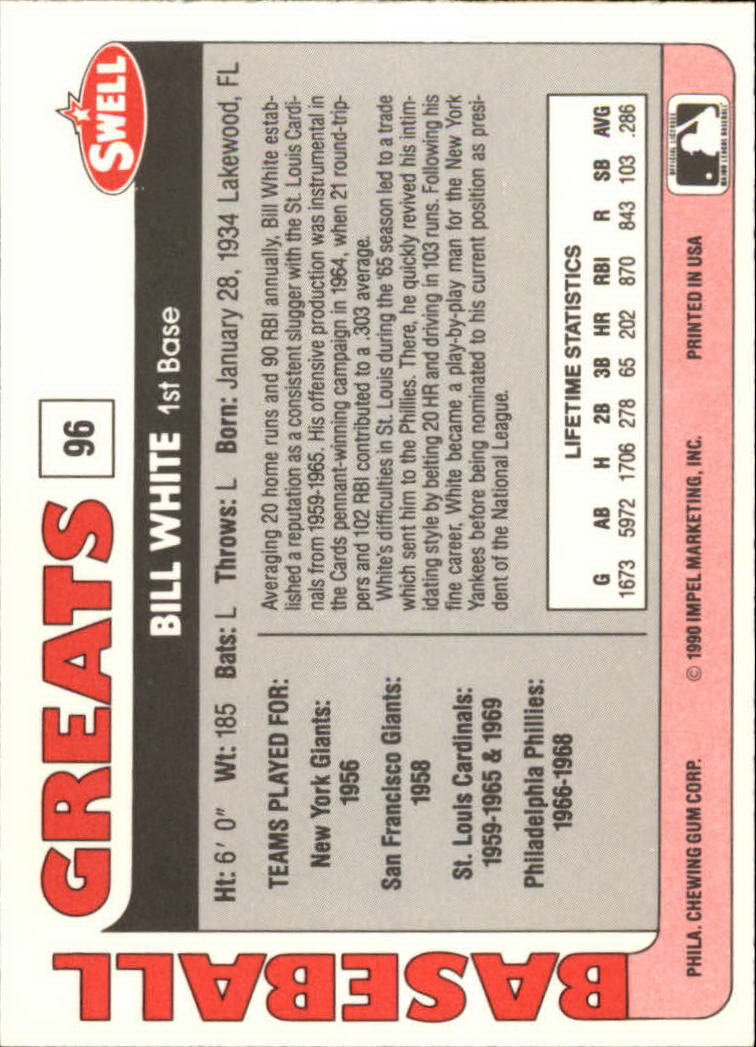 BASEBALL
GREATS
96
SWELL
BILL WHITE 1st Base
Ht: 6' 0" Wt: 185 Bats: L Throws: L Born: January 28, 1934 Lakewood, FL
TEAMS PLAYED FOR:
New York Giants:
1956
San Francisco Giants:
1958
St. Louis Cardinals:
1959-1965 & 1969
Philadelphia Phillies:
1966-1968
Averaging 20 home runs and 90 RBI annually, Bill White estab-
lished a reputation as a consistent slugger with the St. Louis Cardi-
nals from 1959-1965. His offensive production was instrumental in
the Cards pennant-winning campaign in 1964, when 21 round-trip-
pers and 102 RBI contributed to a .303 average.
White's difficulties in St. Louis during the '65 season led to a trade
which sent him to the Phillies. There, he quickly revived his intim-
idating style by belting 20 HR and driving in 103 runs. Following his
fine career, White became a play-by-play man for the New York
Yankees before being nominated to his current position as presi-
dent of the National League.
LIFETIME STATISTICS
G AB H 2B 3B HR RBI R SB AVG
1673 5972 1706 278 65 202 870 843 103 .286
PHILA. CHEWING GUM CORP. © 1990 IMPEL MARKETING, INC. PRINTED IN USA
OFFICIAL LICENSEE
MAJOR LEAGUE BASEBALL